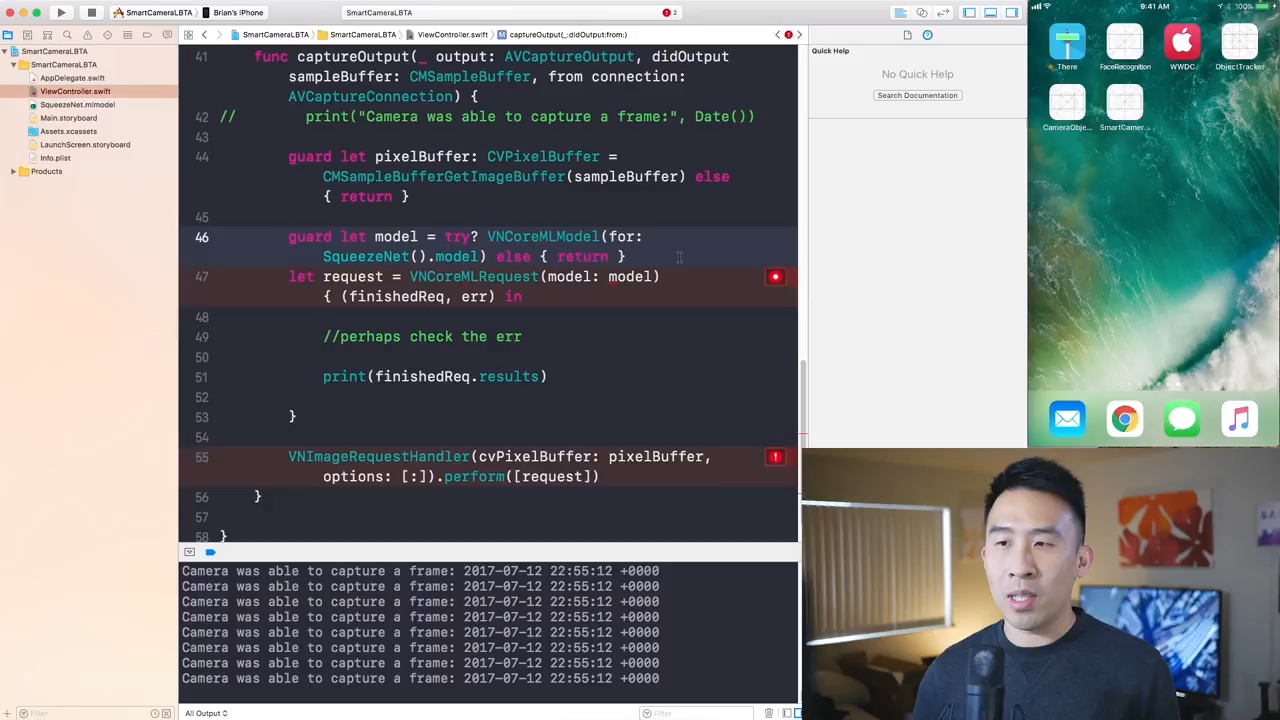 SmartCameraLBTA
Brian's iPhone
SmartCameraLBTA
2
SmartCameraLBTA
SmartCameraLBTA
AppDelegate.swift
ViewController.swift
SqueezeNet.mlmodel
Main.storyboard
Assets.xcassets
LaunchScreen.storyboard
Info.plist
Products
Filter
SmartCameraLBTA
SmartCameraLBTA
ViewController.swift
captureOutput(_:didOutput:from:)
41 func captureOutput(_ output: AVCaptureOutput, didOutput
sampleBuffer: CMSampleBuffer, from connection:
AVCaptureConnection) {
42 // print("Camera was able to capture a frame:", Date())
43
44 guard let pixelBuffer: CVPixelBuffer =
CMSampleBufferGetImageBuffer(sampleBuffer) else
{ return }
45
46 guard let model = try? VNCoreMLModel(for:
SqueezeNet().model) else { return }
47 let request = VNCoreMLRequest(model: model)
{ (finishedReq, err) in
48
49 //perhaps check the err
50
51 print(finishedReq.results)
52
53 }
54
55 VNImageRequestHandler(cvPixelBuffer: pixelBuffer,
options: [:]).perform([request])
56 }
57
58 }
Camera was able to capture a frame: 2017-07-12 22:55:12 +0000
Camera was able to capture a frame: 2017-07-12 22:55:12 +0000
Camera was able to capture a frame: 2017-07-12 22:55:12 +0000
Camera was able to capture a frame: 2017-07-12 22:55:12 +0000
Camera was able to capture a frame: 2017-07-12 22:55:12 +0000
Camera was able to capture a frame: 2017-07-12 22:55:12 +0000
Camera was able to capture a frame: 2017-07-12 22:55:12 +0000
Camera was able to capture a frame: 2017-07-12 22:55:12 +0000
All Output
Filter
Quick Help
No Quick Help
Search Documentation
9:41 AM
100%
There
FaceRecognition
WWDC
ObjectTracker
CameraObje...
SmartCamer...